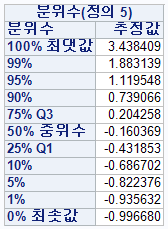 분위수(정의 5)
분위수 추정값
100% 최댓값 3.438409
99% 1.883139
95% 1.119548
90% 0.739066
75% Q3 0.204258
50% 중위수 -0.160369
25% Q1 -0.431853
10% -0.686702
5% -0.822376
1% -0.935632
0% 최솟값 -0.996680